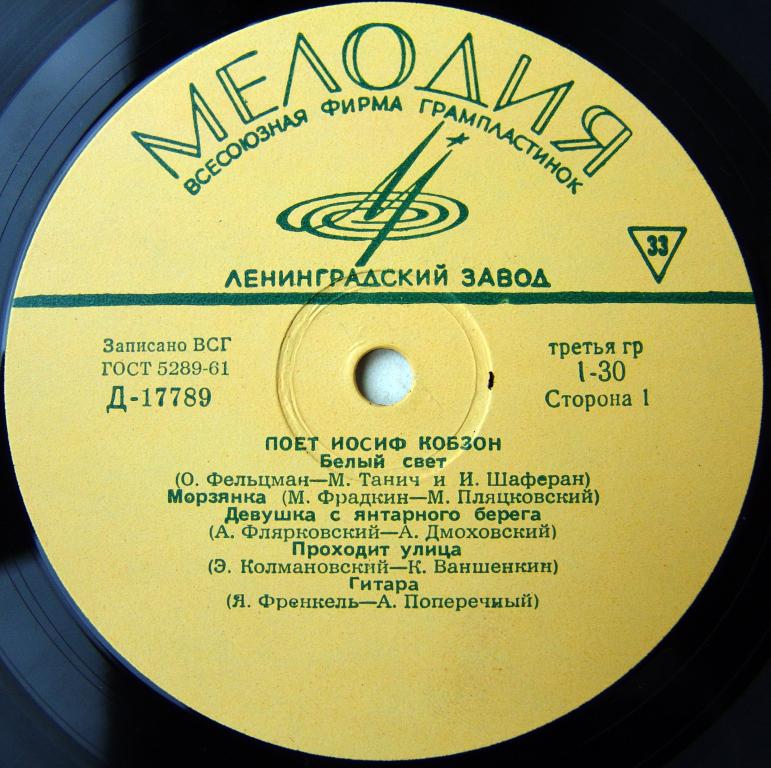 МЕЛОДИЯ
ВСЕСОЮЗНАЯ ФИРМА ГРАМПЛАСТИНОК
33
ЛЕНИНГРАДСКИЙ ЗАВОД
Записано ВСГ
ГОСТ 5289-61
Д-17789
третья гр
1-30
Сторона 1
ПОЕТ ИОСИФ КОБЗОН
Белый свет
(О. Фельцман—М. Танич и И. Шаферан)
Морзянка (М. Фрадкин—М. Пляцковский)
Девушка с янтарного берега
(А. Флярковский—А. Дмоховский)
Проходит улица
(Э. Колмановский—К. Ваншенкин)
Гитара
(Я. Френкель—А. Поперечный)